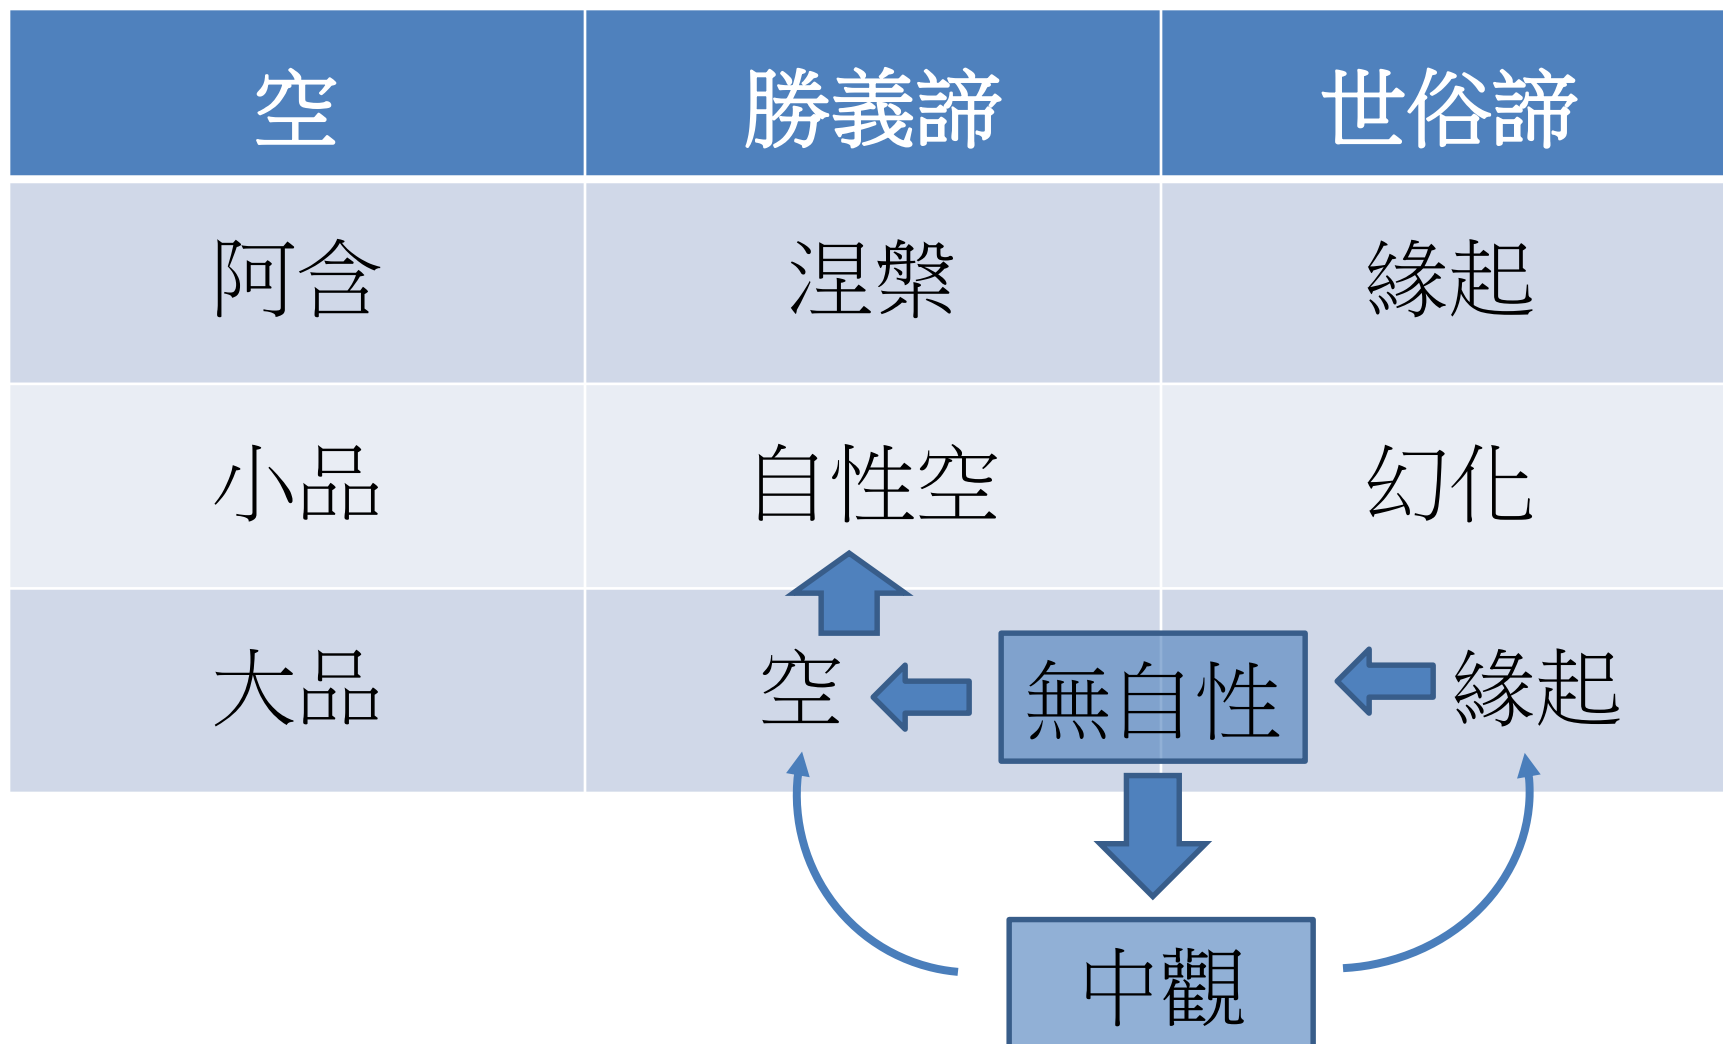 空 勝義諦 世俗諦
阿含 涅槃 緣起
小品 自性空 幻化
大品 空 無自性 緣起
中觀